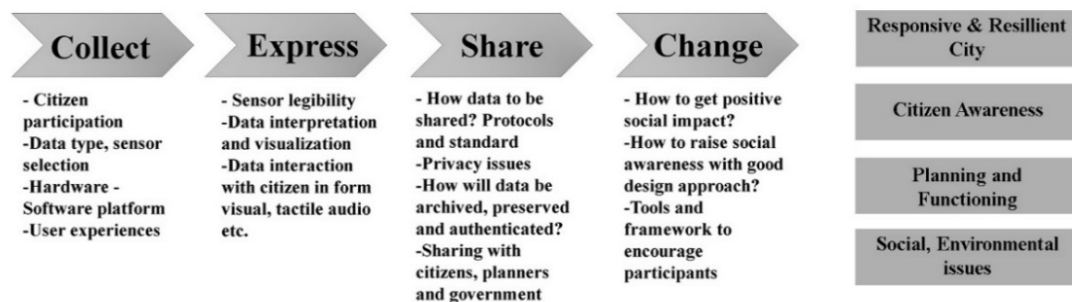 Collect
- Citizen
participation
-Data type, sensor
selection
-Hardware -
Software platform
-User experiences
Express
- Sensor legibility
-Data interpretation
and visualization
-Data interaction
with citizen in form
visual, tactile audio
etc.
Share
- How data to be
shared? Protocols
and standard
-Privacy issues
-How will data be
archived, preserved
and authenticated?
-Sharing with
citizens, planners
and government
Change
- How to get positive
social impact?
-How to raise social
awareness with good
design approach?
-Tools and
framework to
encourage
participants
Responsive & Resillient
City
Citizen Awareness
Planning and
Functioning
Social, Environmental
issues